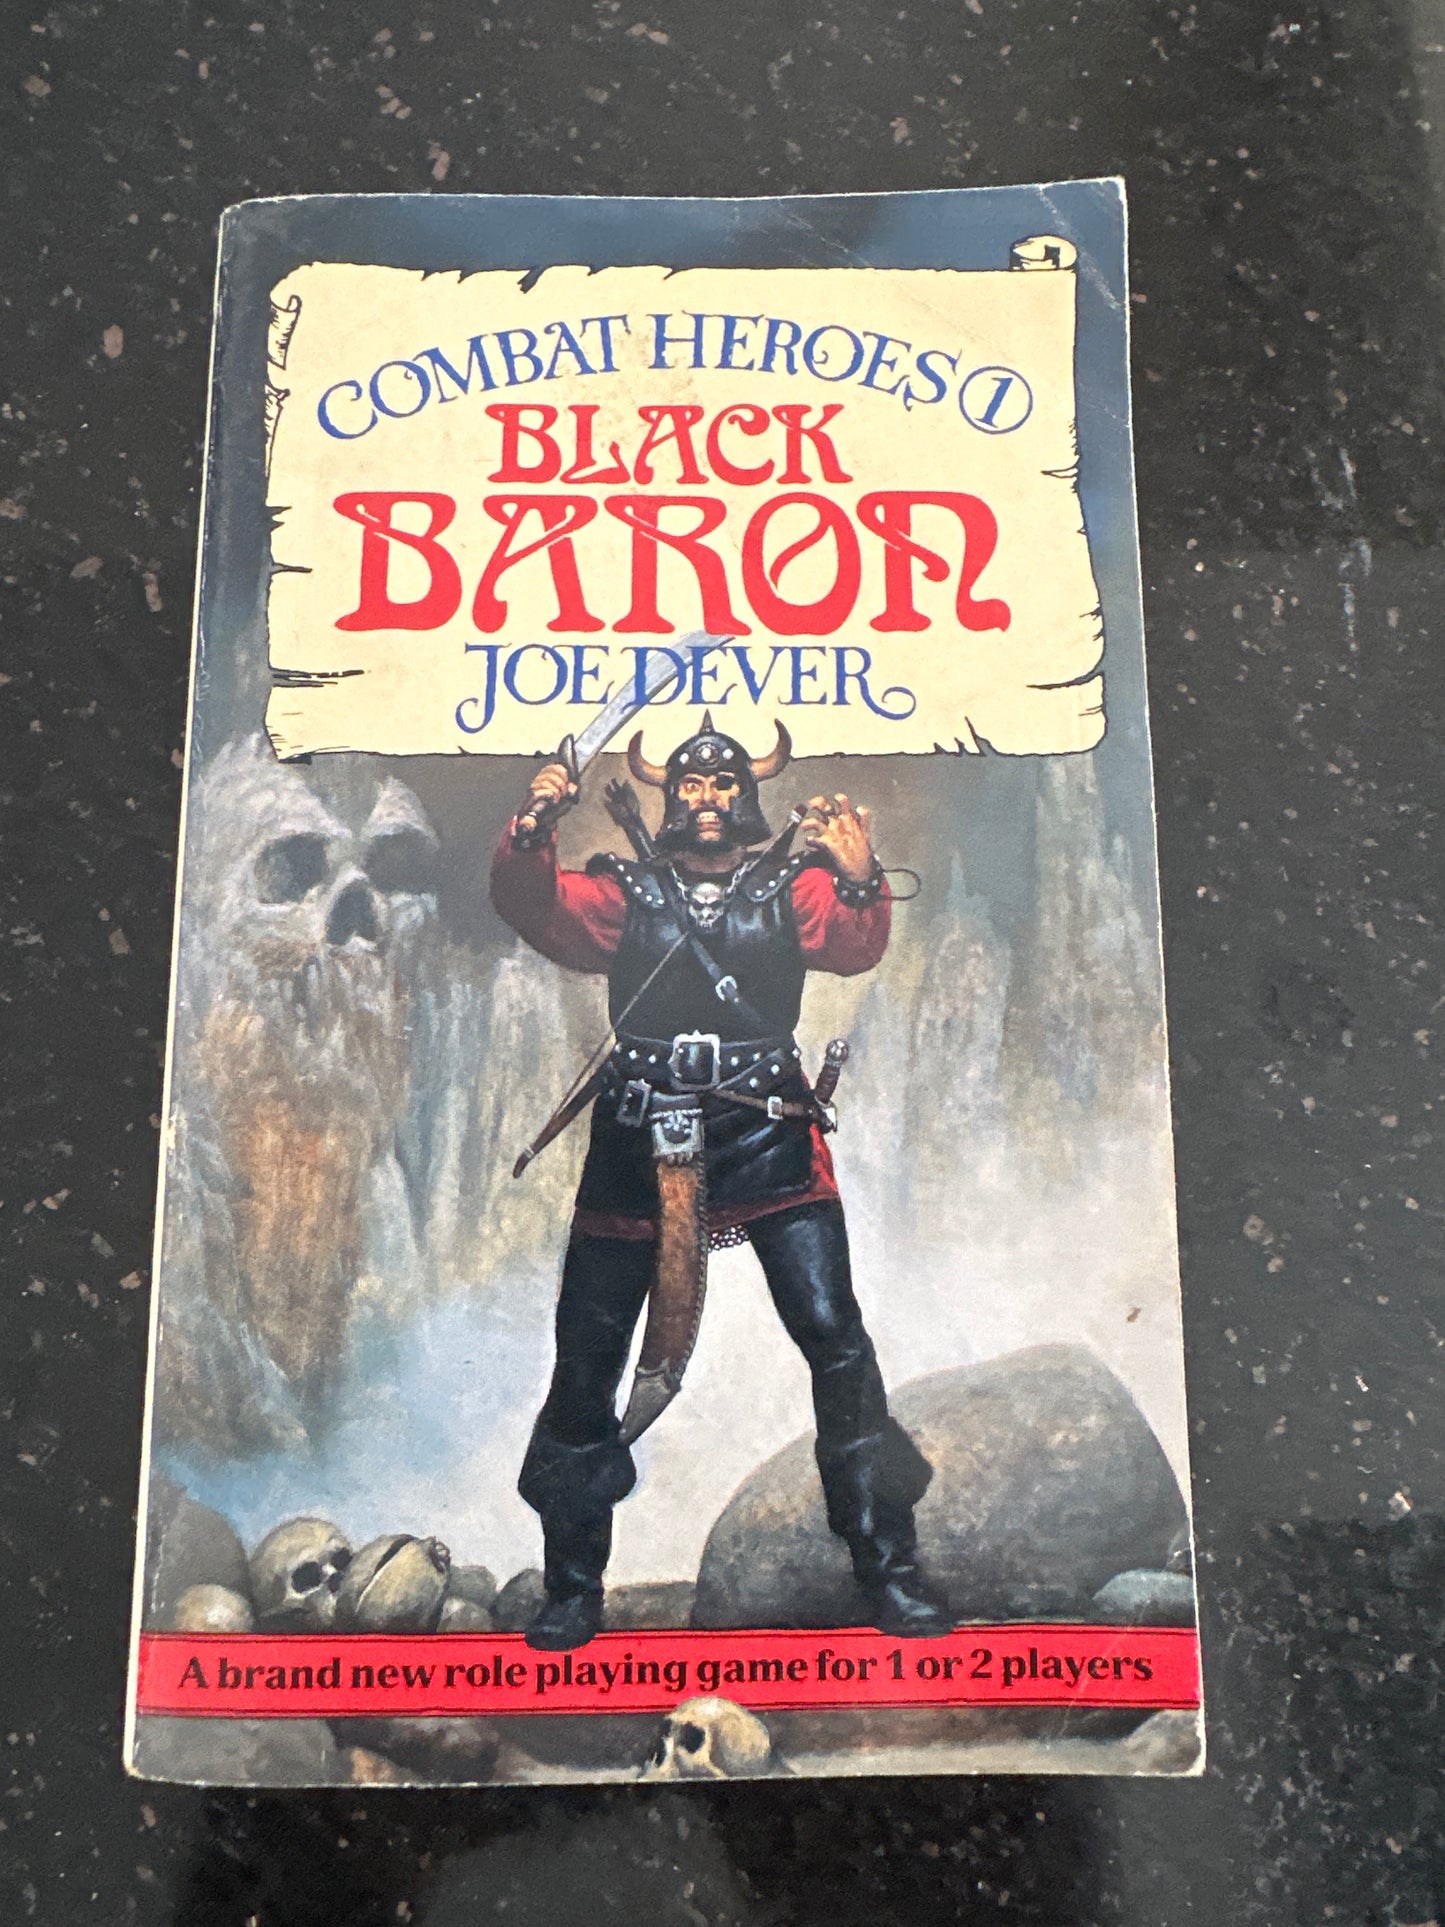 COMBAT HEROES 1
BLACK
BARON
JOE DEVER
A brand new role playing game for 1 or 2 players